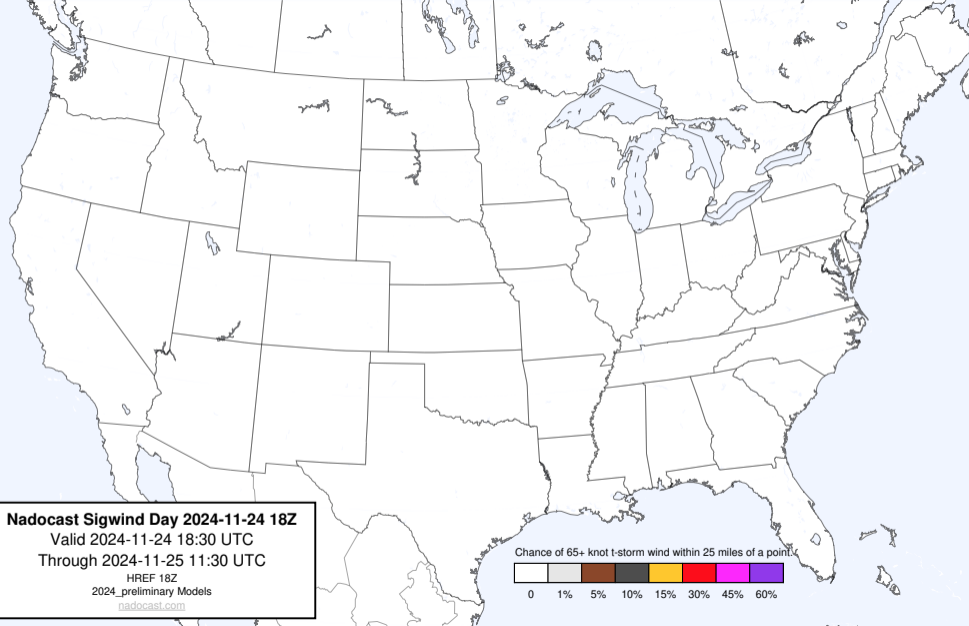 Nadocast Sigwind Day 2024-11-24 18Z
Valid 2024-11-24 18:30 UTC
Through 2024-11-25 11:30 UTC
HREF 18Z
2024_preliminary Models
nadocast.com
Chance of 65+ knot t-storm wind within 25 miles of a point.
0 1% 5% 10% 15% 30% 45% 60%